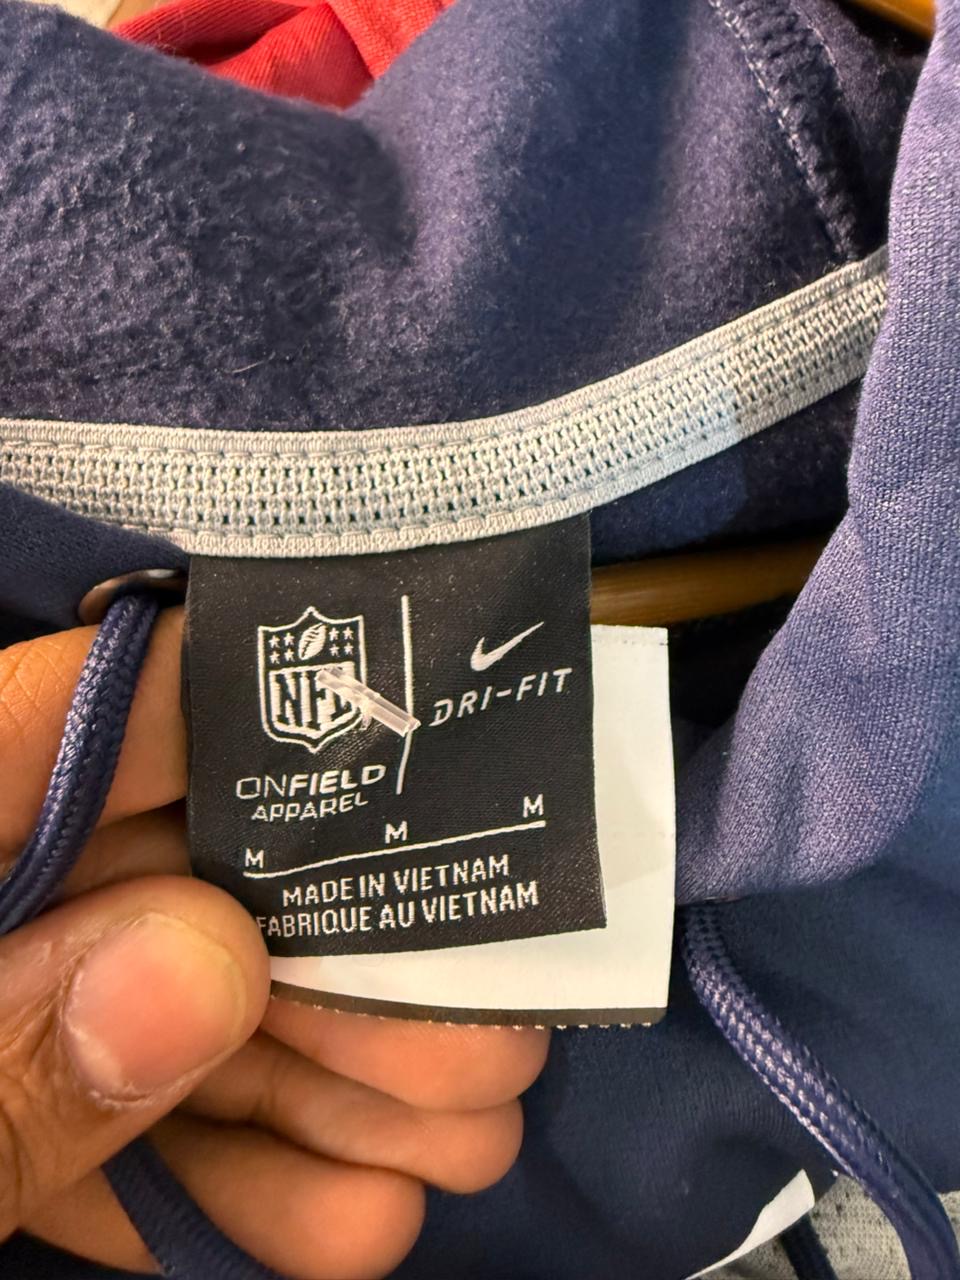 NFL
DRI-FIT
ONFIELD
APPAREL
M M M
MADE IN VIETNAM
FABRIQUE AU VIETNAM